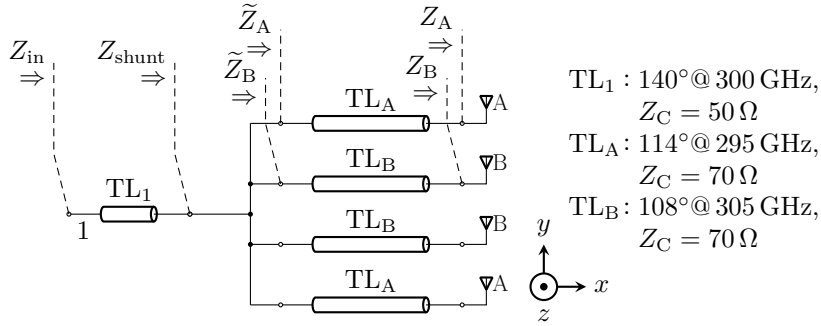 Z̃_A
Z_A
Z_in
⇒
Z_shunt
⇒
⇒
Z̃_B
⇒
⇒
Z_B
⇒
TL_A
A
TL_B
B
TL_1
1
TL_B
B
TL_A
A
y
x
z
TL_1 : 140°@ 300 GHz,
Z_C = 50 Ω
TL_A : 114°@ 295 GHz,
Z_C = 70 Ω
TL_B : 108°@ 305 GHz,
Z_C = 70 Ω